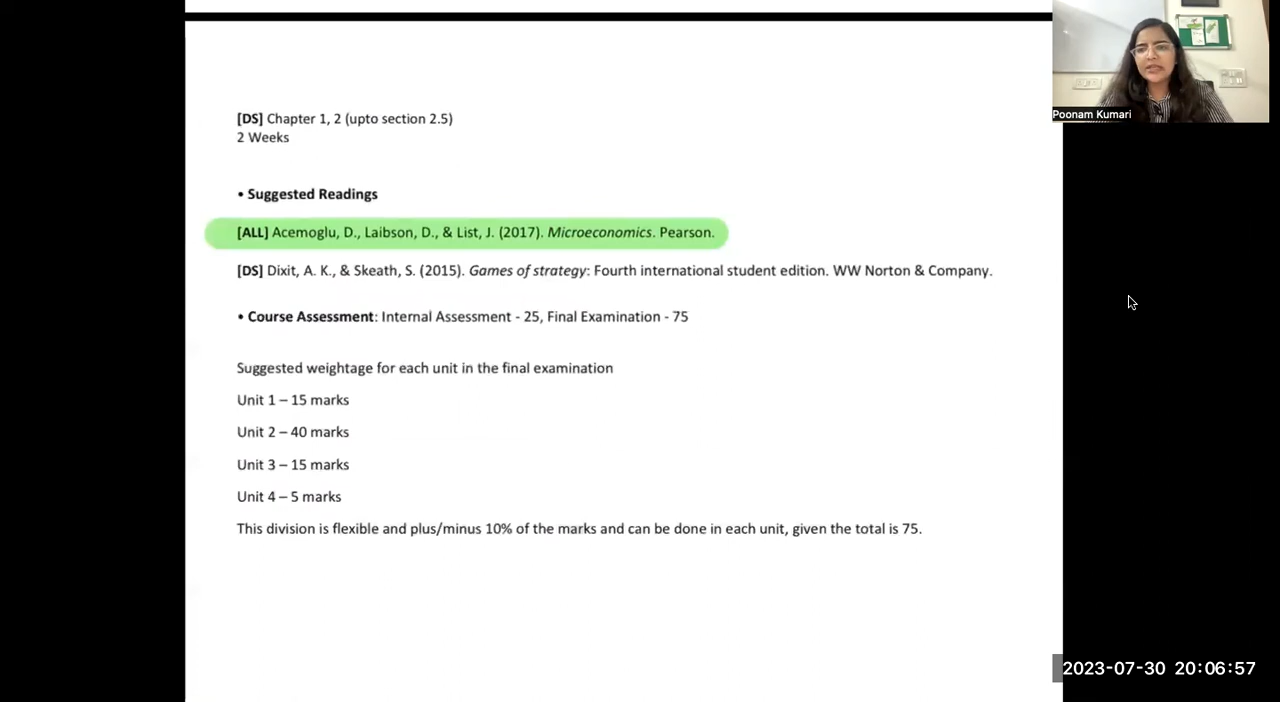 [DS] Chapter 1, 2 (upto section 2.5)
2 Weeks
• Suggested Readings
[ALL] Acemoglu, D., Laibson, D., & List, J. (2017). Microeconomics. Pearson.
[DS] Dixit, A. K., & Skeath, S. (2015). Games of strategy: Fourth international student edition. WW Norton & Company.
• Course Assessment: Internal Assessment - 25, Final Examination - 75
Suggested weightage for each unit in the final examination
Unit 1 – 15 marks
Unit 2 – 40 marks
Unit 3 – 15 marks
Unit 4 – 5 marks
This division is flexible and plus/minus 10% of the marks and can be done in each unit, given the total is 75.
Poonam Kumari
2023-07-30 20:06:57